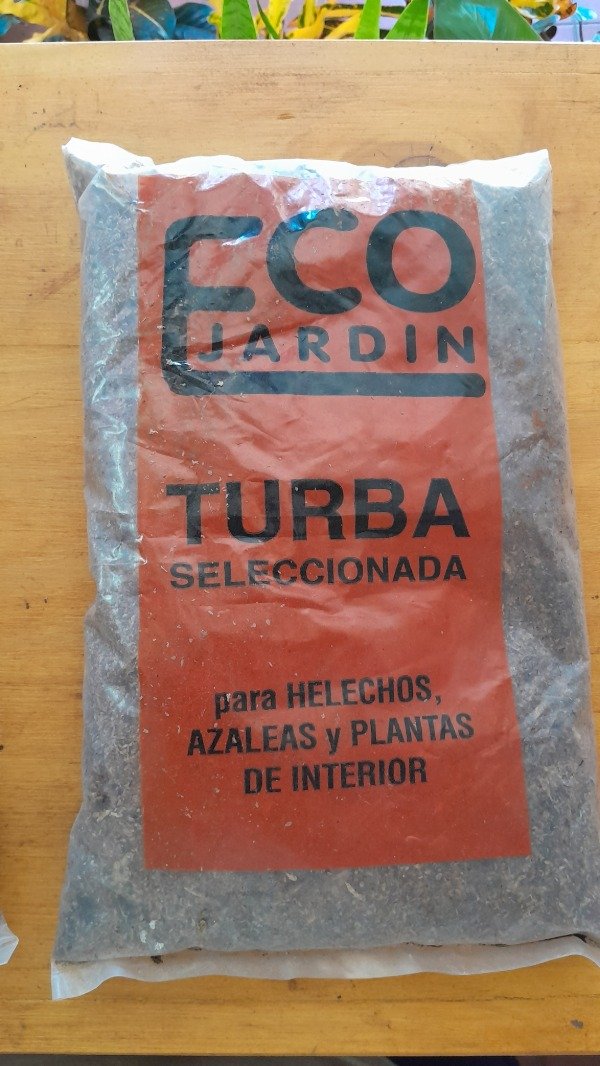 ECO
JARDIN
TURBA
SELECCIONADA
para HELECHOS,
AZALEAS y PLANTAS
DE INTERIOR